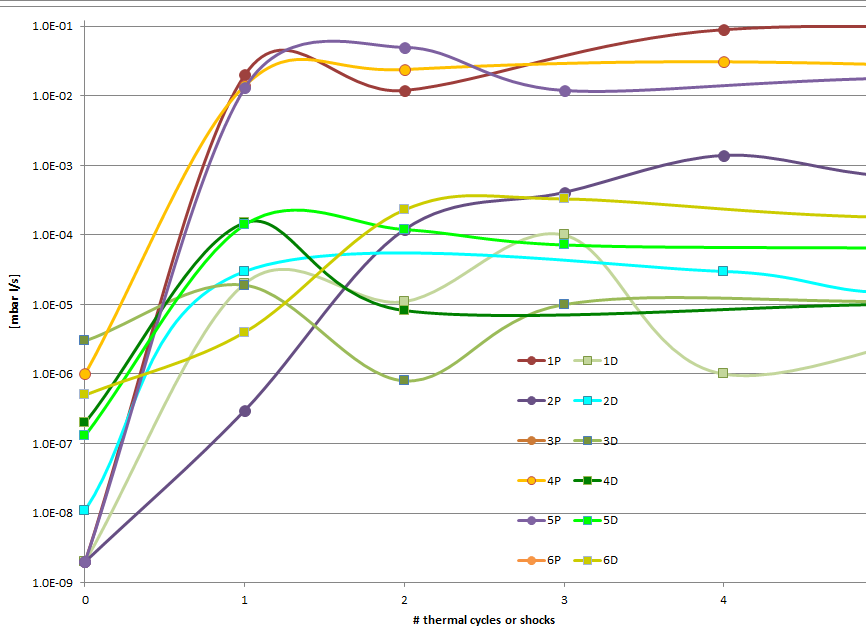 1.0E-01
1.0E-02
1.0E-03
1.0E-04
1.0E-05
1.0E-06
1.0E-07
1.0E-08
1.0E-09
[mbar l/s]
0 1 2 3 4
# thermal cycles or shocks
1P 1D
2P 2D
3P 3D
4P 4D
5P 5D
6P 6D